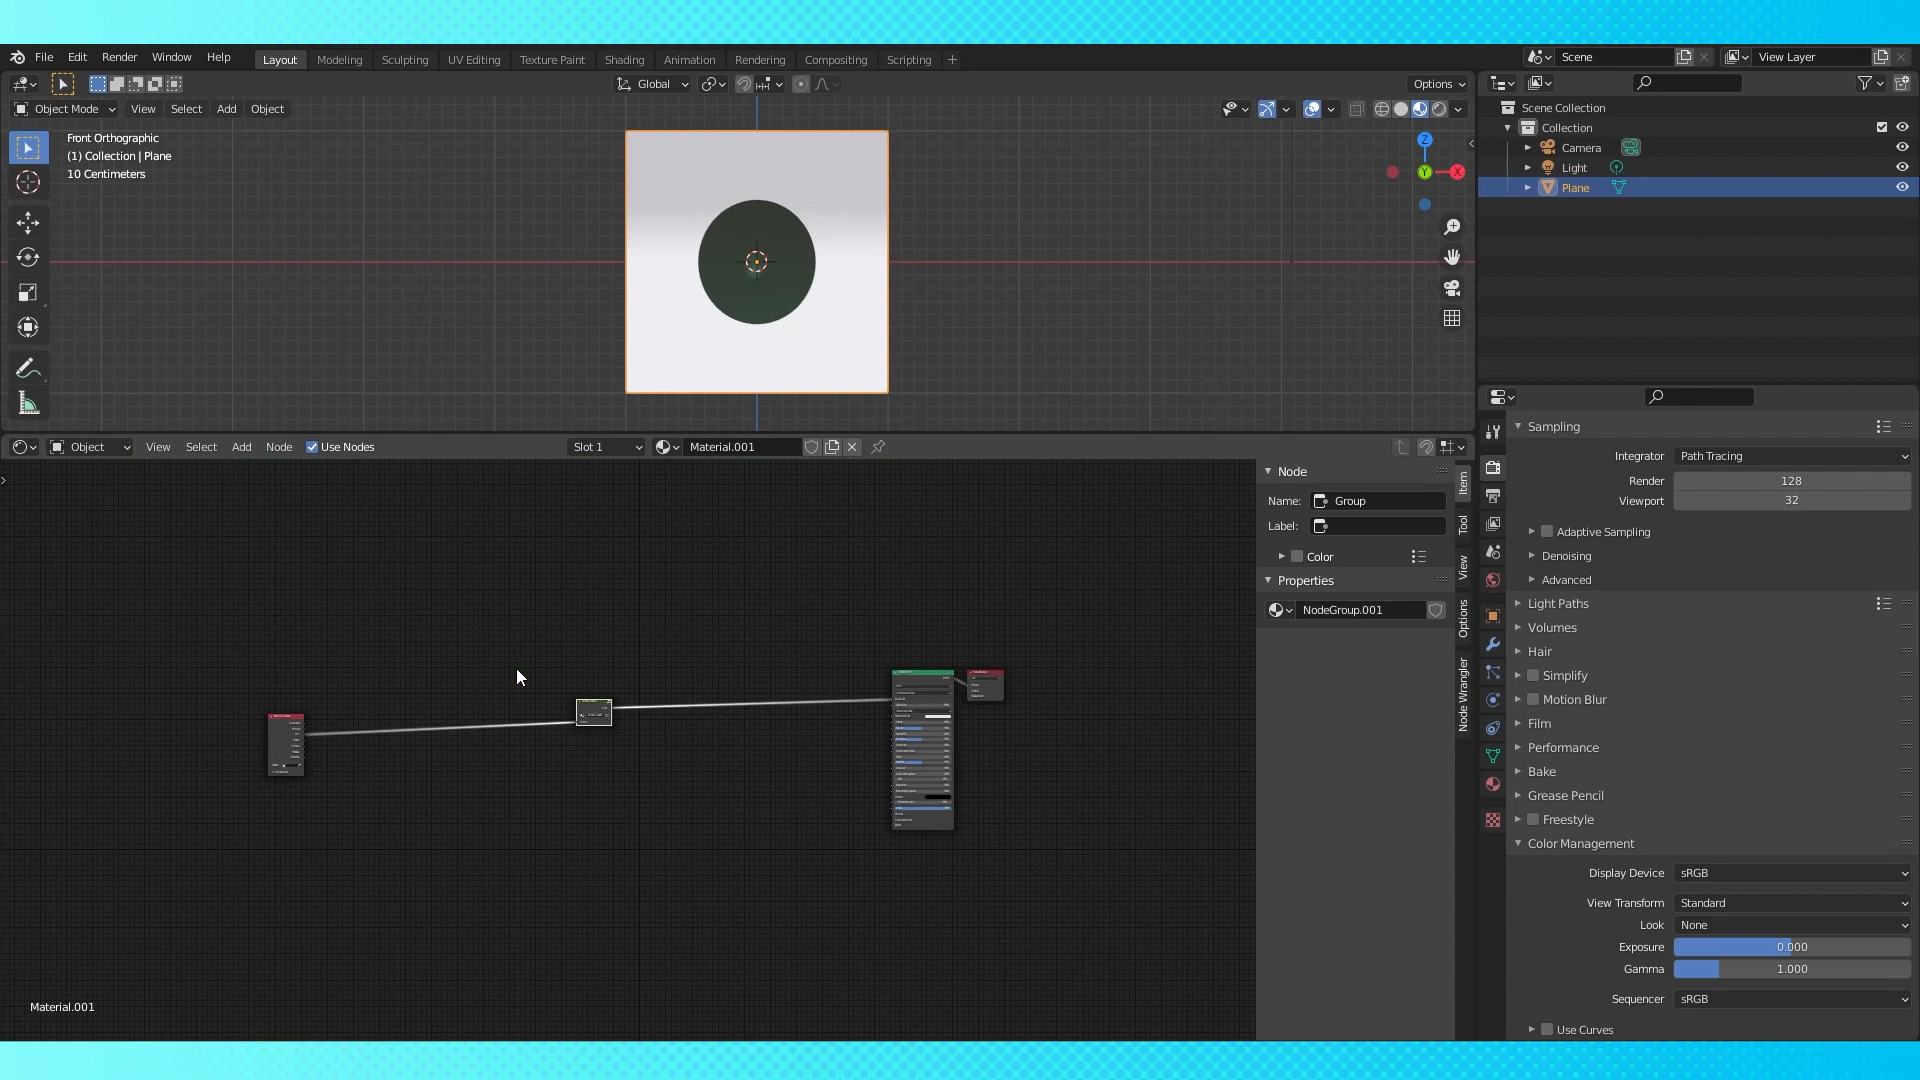 File Edit Render Window Help Layout Modeling Sculpting UV Editing Texture Paint Shading Animation Rendering Compositing Scripting + Scene View Layer
Global Options
Object Mode View Select Add Object
Front Orthographic
(1) Collection | Plane
10 Centimeters
Z
Y
X
Scene Collection
Collection
Camera
Light
Plane
Object View Select Add Node Use Nodes Slot 1 Material.001
Node
Name: Group
Label:
Color
Properties
NodeGroup.001
Item
Tool
View
Options
Node Wrangler
Material.001
Sampling
Integrator Path Tracing
Render 128
Viewport 32
Adaptive Sampling
Denoising
Advanced
Light Paths
Volumes
Hair
Simplify
Motion Blur
Film
Performance
Bake
Grease Pencil
Freestyle
Color Management
Display Device sRGB
View Transform Standard
Look None
Exposure 0.000
Gamma 1.000
Sequencer sRGB
Use Curves